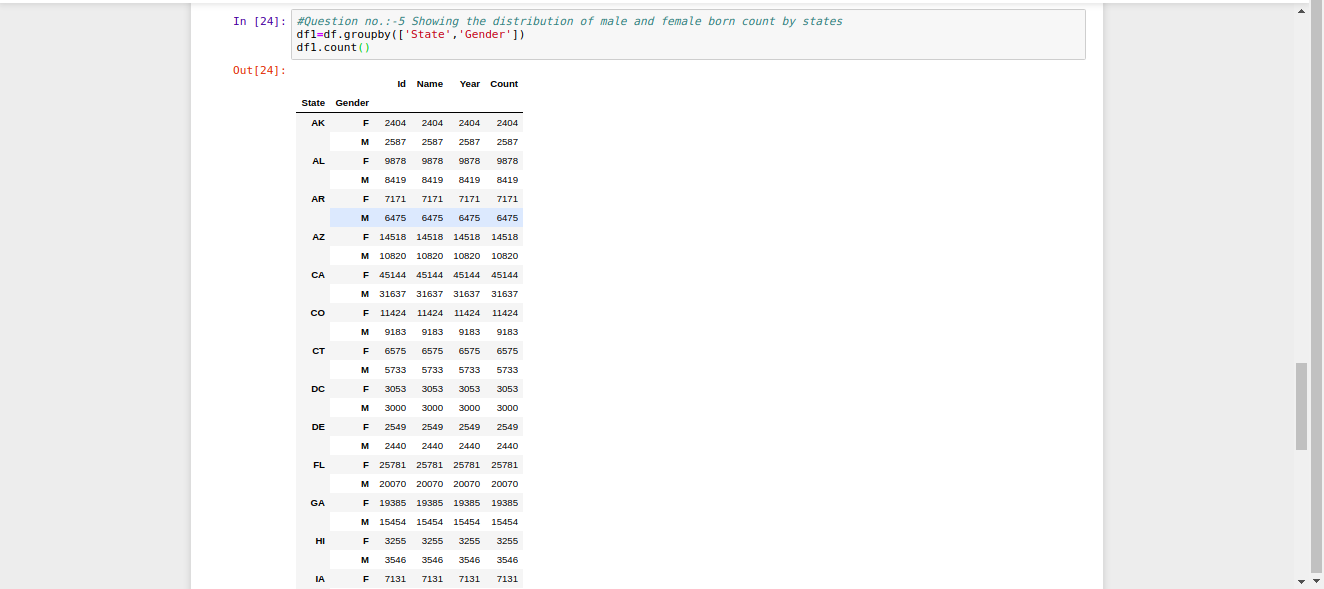 In [24]: #Question no.:-5 Showing the distribution of male and female born count by states
df1=df.groupby(['State','Gender'])
df1.count()
Out[24]:
Id Name Year Count
State Gender
AK F 2404 2404 2404 2404
M 2587 2587 2587 2587
AL F 9878 9878 9878 9878
M 8419 8419 8419 8419
AR F 7171 7171 7171 7171
M 6475 6475 6475 6475
AZ F 14518 14518 14518 14518
M 10820 10820 10820 10820
CA F 45144 45144 45144 45144
M 31637 31637 31637 31637
CO F 11424 11424 11424 11424
M 9183 9183 9183 9183
CT F 6575 6575 6575 6575
M 5733 5733 5733 5733
DC F 3053 3053 3053 3053
M 3000 3000 3000 3000
DE F 2549 2549 2549 2549
M 2440 2440 2440 2440
FL F 25781 25781 25781 25781
M 20070 20070 20070 20070
GA F 19385 19385 19385 19385
M 15454 15454 15454 15454
HI F 3255 3255 3255 3255
M 3546 3546 3546 3546
IA F 7131 7131 7131 7131